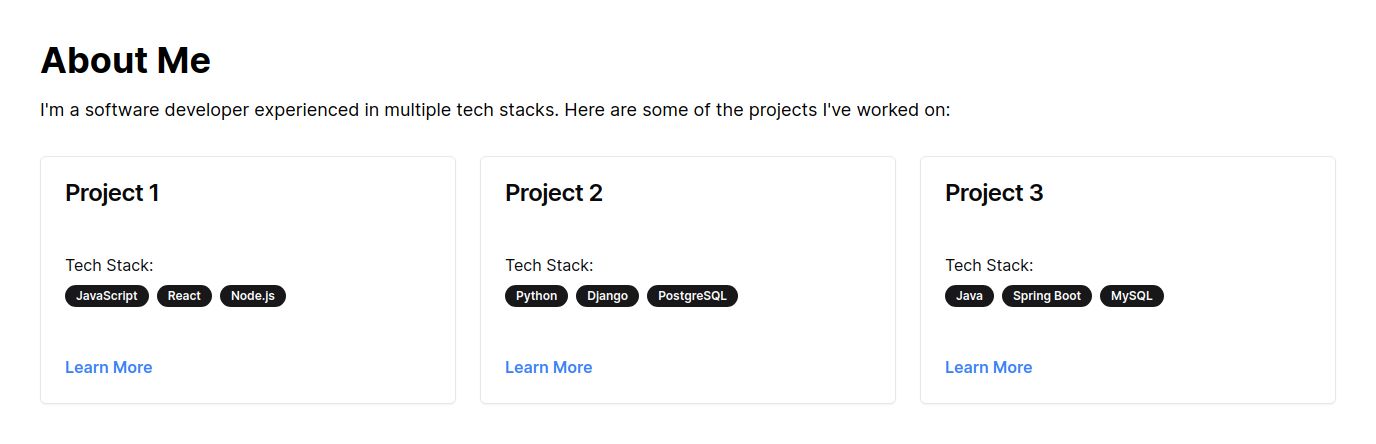 About Me
I'm a software developer experienced in multiple tech stacks. Here are some of the projects I've worked on:
Project 1
Tech Stack:
JavaScript React Node.js
Learn More
Project 2
Tech Stack:
Python Django PostgreSQL
Learn More
Project 3
Tech Stack:
Java Spring Boot MySQL
Learn More